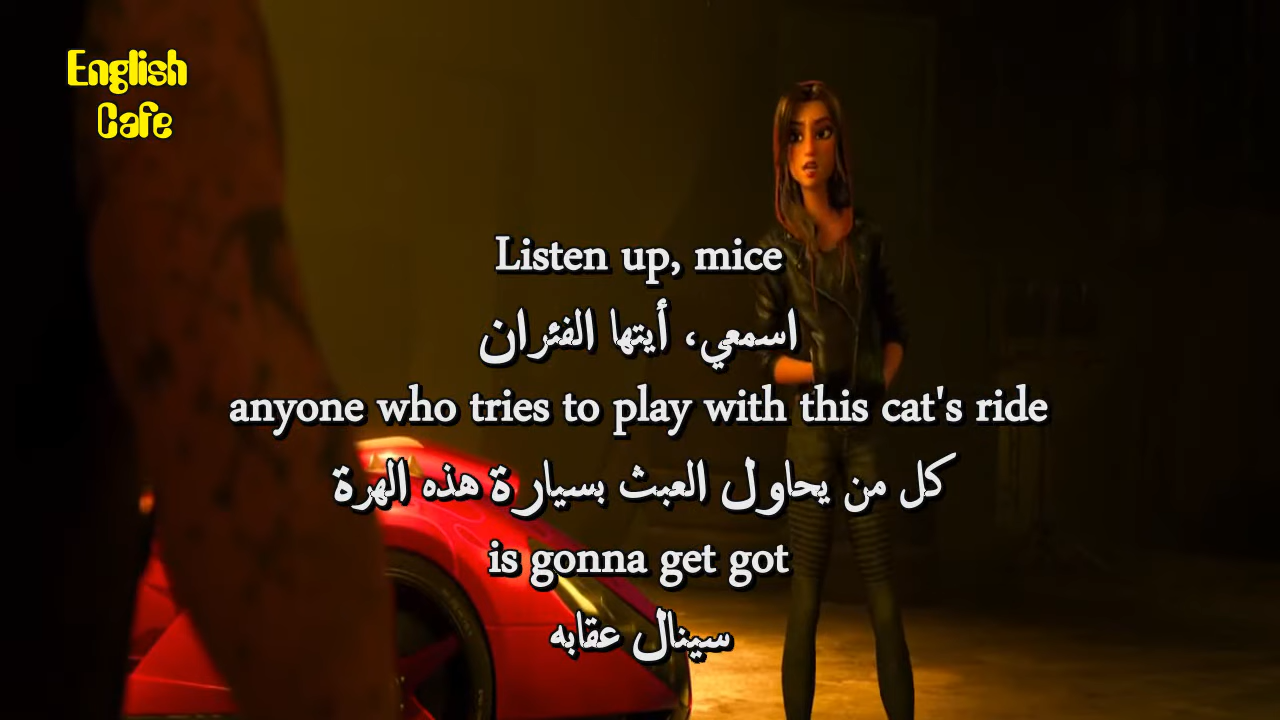 English
Cafe
Listen up, mice
اسمعي، أيتها الفئران
anyone who tries to play with this cat's ride
كل من يحاول العبث بسيارة هذه الهرة
is gonna get got
سينال عقابه